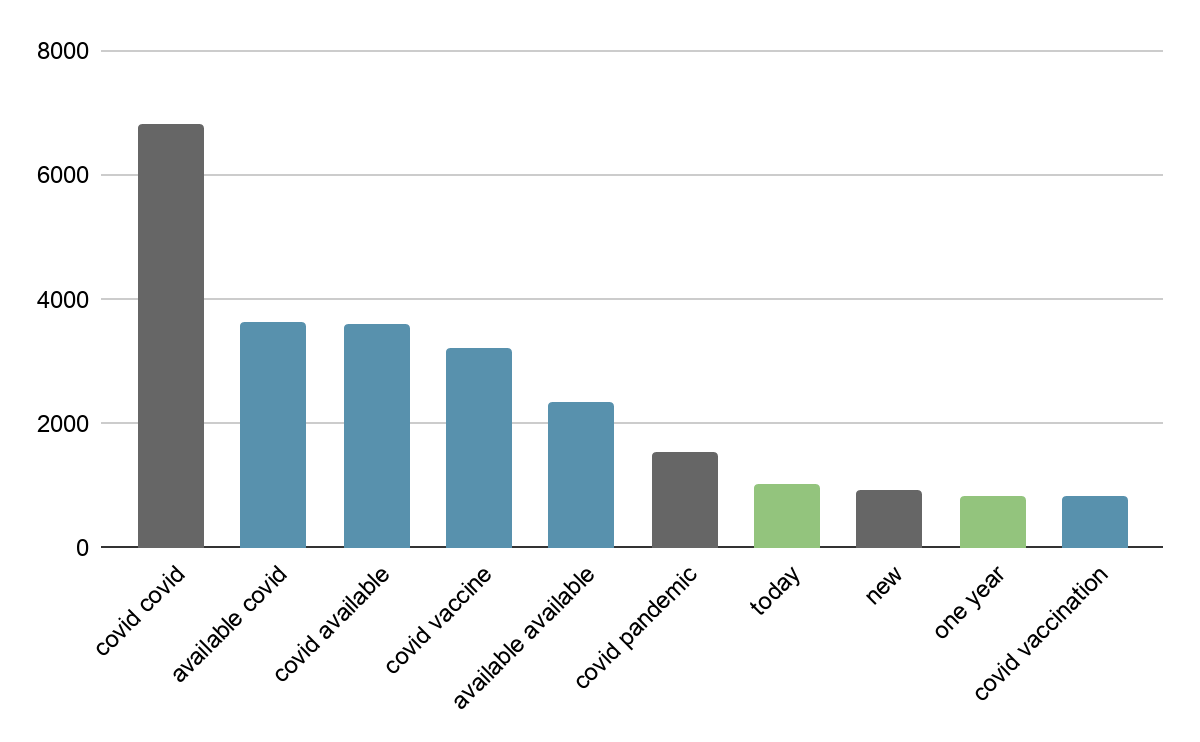 8000
6000
4000
2000
0
covid covid
available covid
covid available
covid vaccine
available available
covid pandemic
today
new
one year
covid vaccination